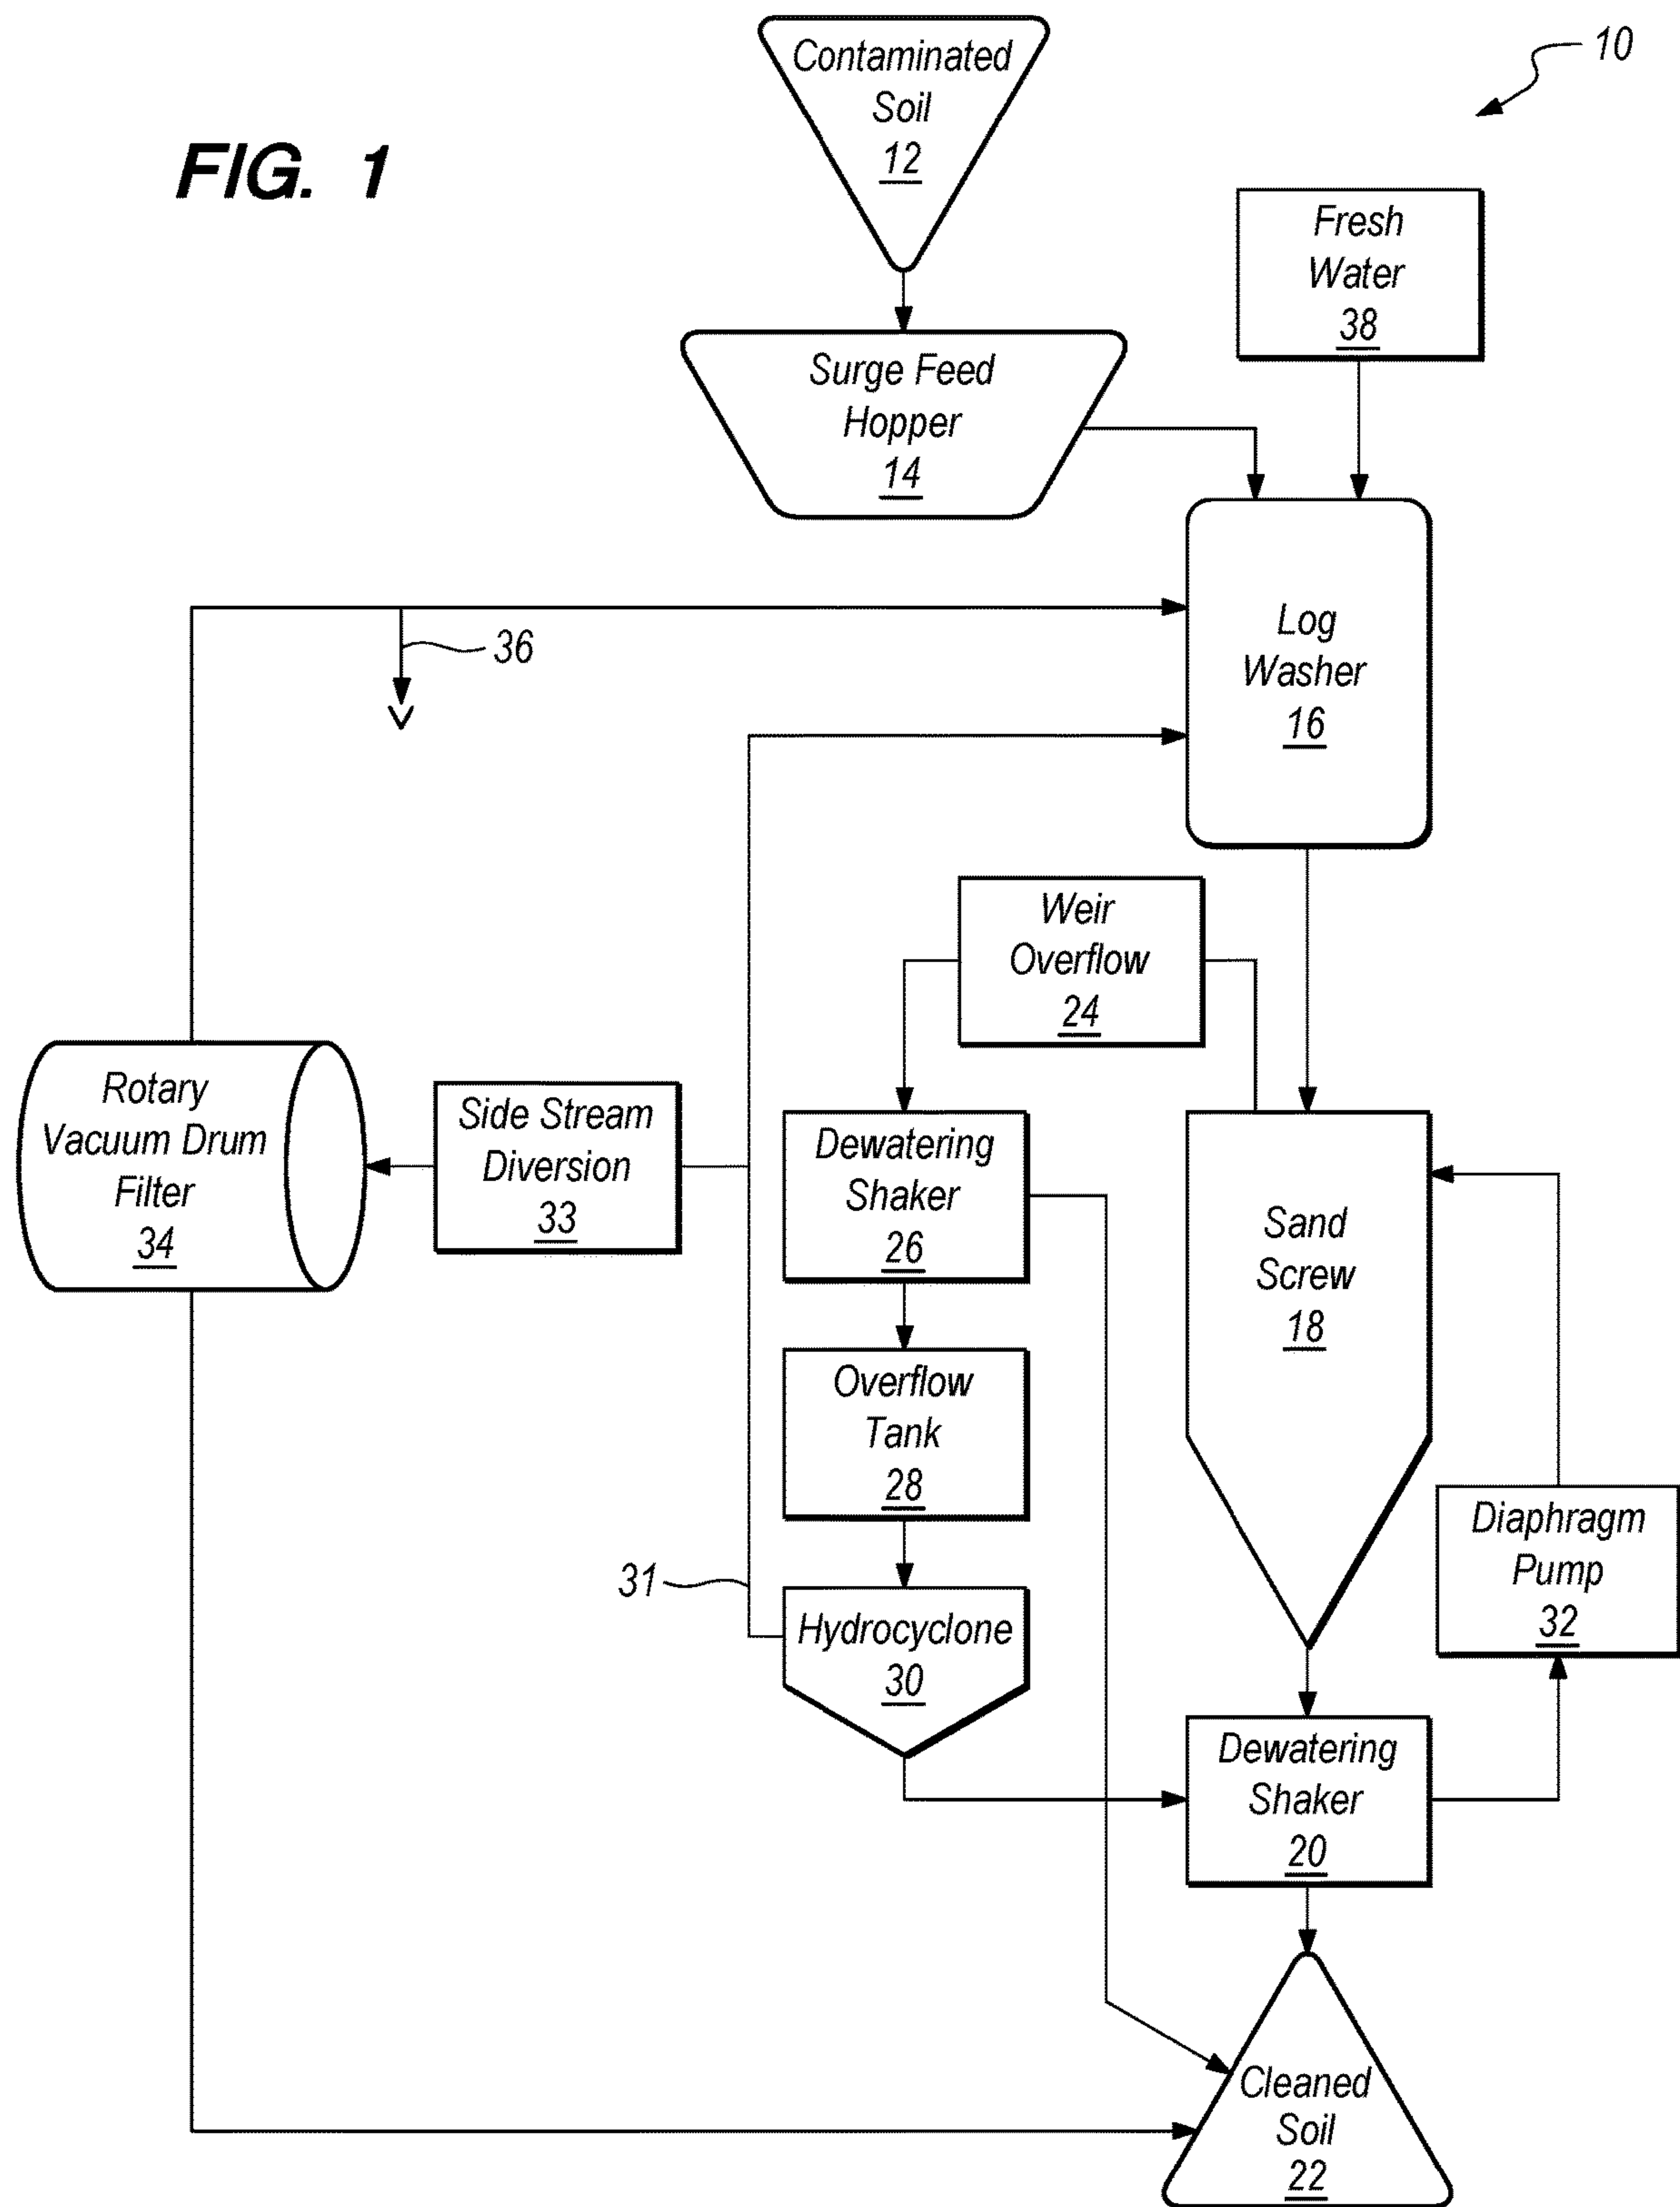 FIG. 1
10
Contaminated
Soil
12
Fresh
Water
38
Surge Feed
Hopper
14
Log
Washer
16
36
Weir
Overflow
24
Rotary
Vacuum Drum
Filter
34
Side Stream
Diversion
33
Dewatering
Shaker
26
Sand
Screw
18
Overflow
Tank
28
Diaphragm
Pump
32
31
Hydrocyclone
30
Dewatering
Shaker
20
Cleaned
Soil
22